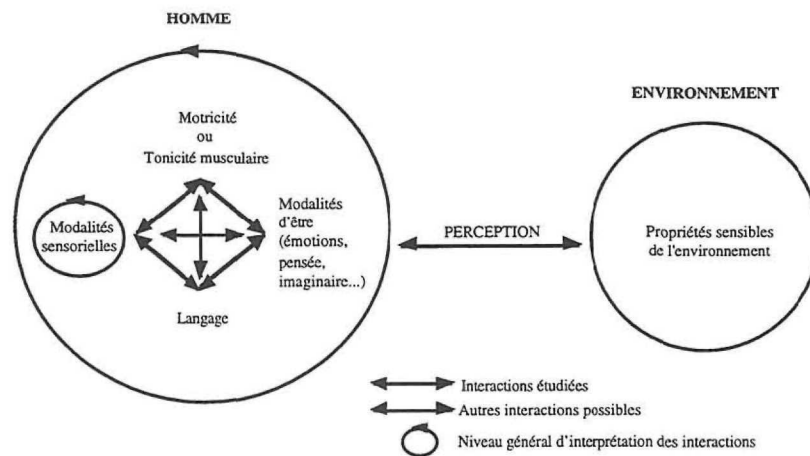 HOMME
ENVIRONNEMENT
Motricité
ou
Tonicité musculaire
Modalités
sensorielles
Modalités
d'être
(émotions,
pensée,
imaginaire...)
Langage
PERCEPTION
Propriétés sensibles
de l'environnement
Interactions étudiées
Autres interactions possibles
Niveau général d'interprétation des interactions